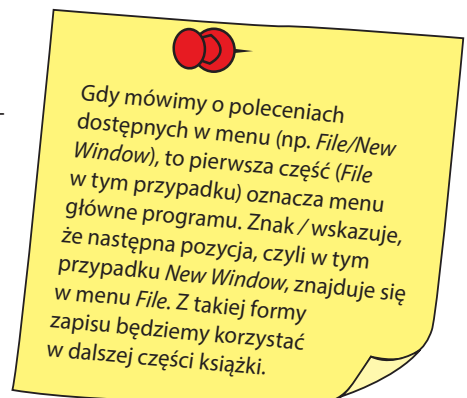 Gdy mówimy o poleceniach
dostępnych w menu (np. File/New
Window), to pierwsza część (File
w tym przypadku) oznacza menu
główne programu. Znak / wskazuje,
że następna pozycja, czyli w tym
przypadku New Window, znajduje się
w menu File. Z takiej formy
zapisu będziemy korzystać
w dalszej części książki.